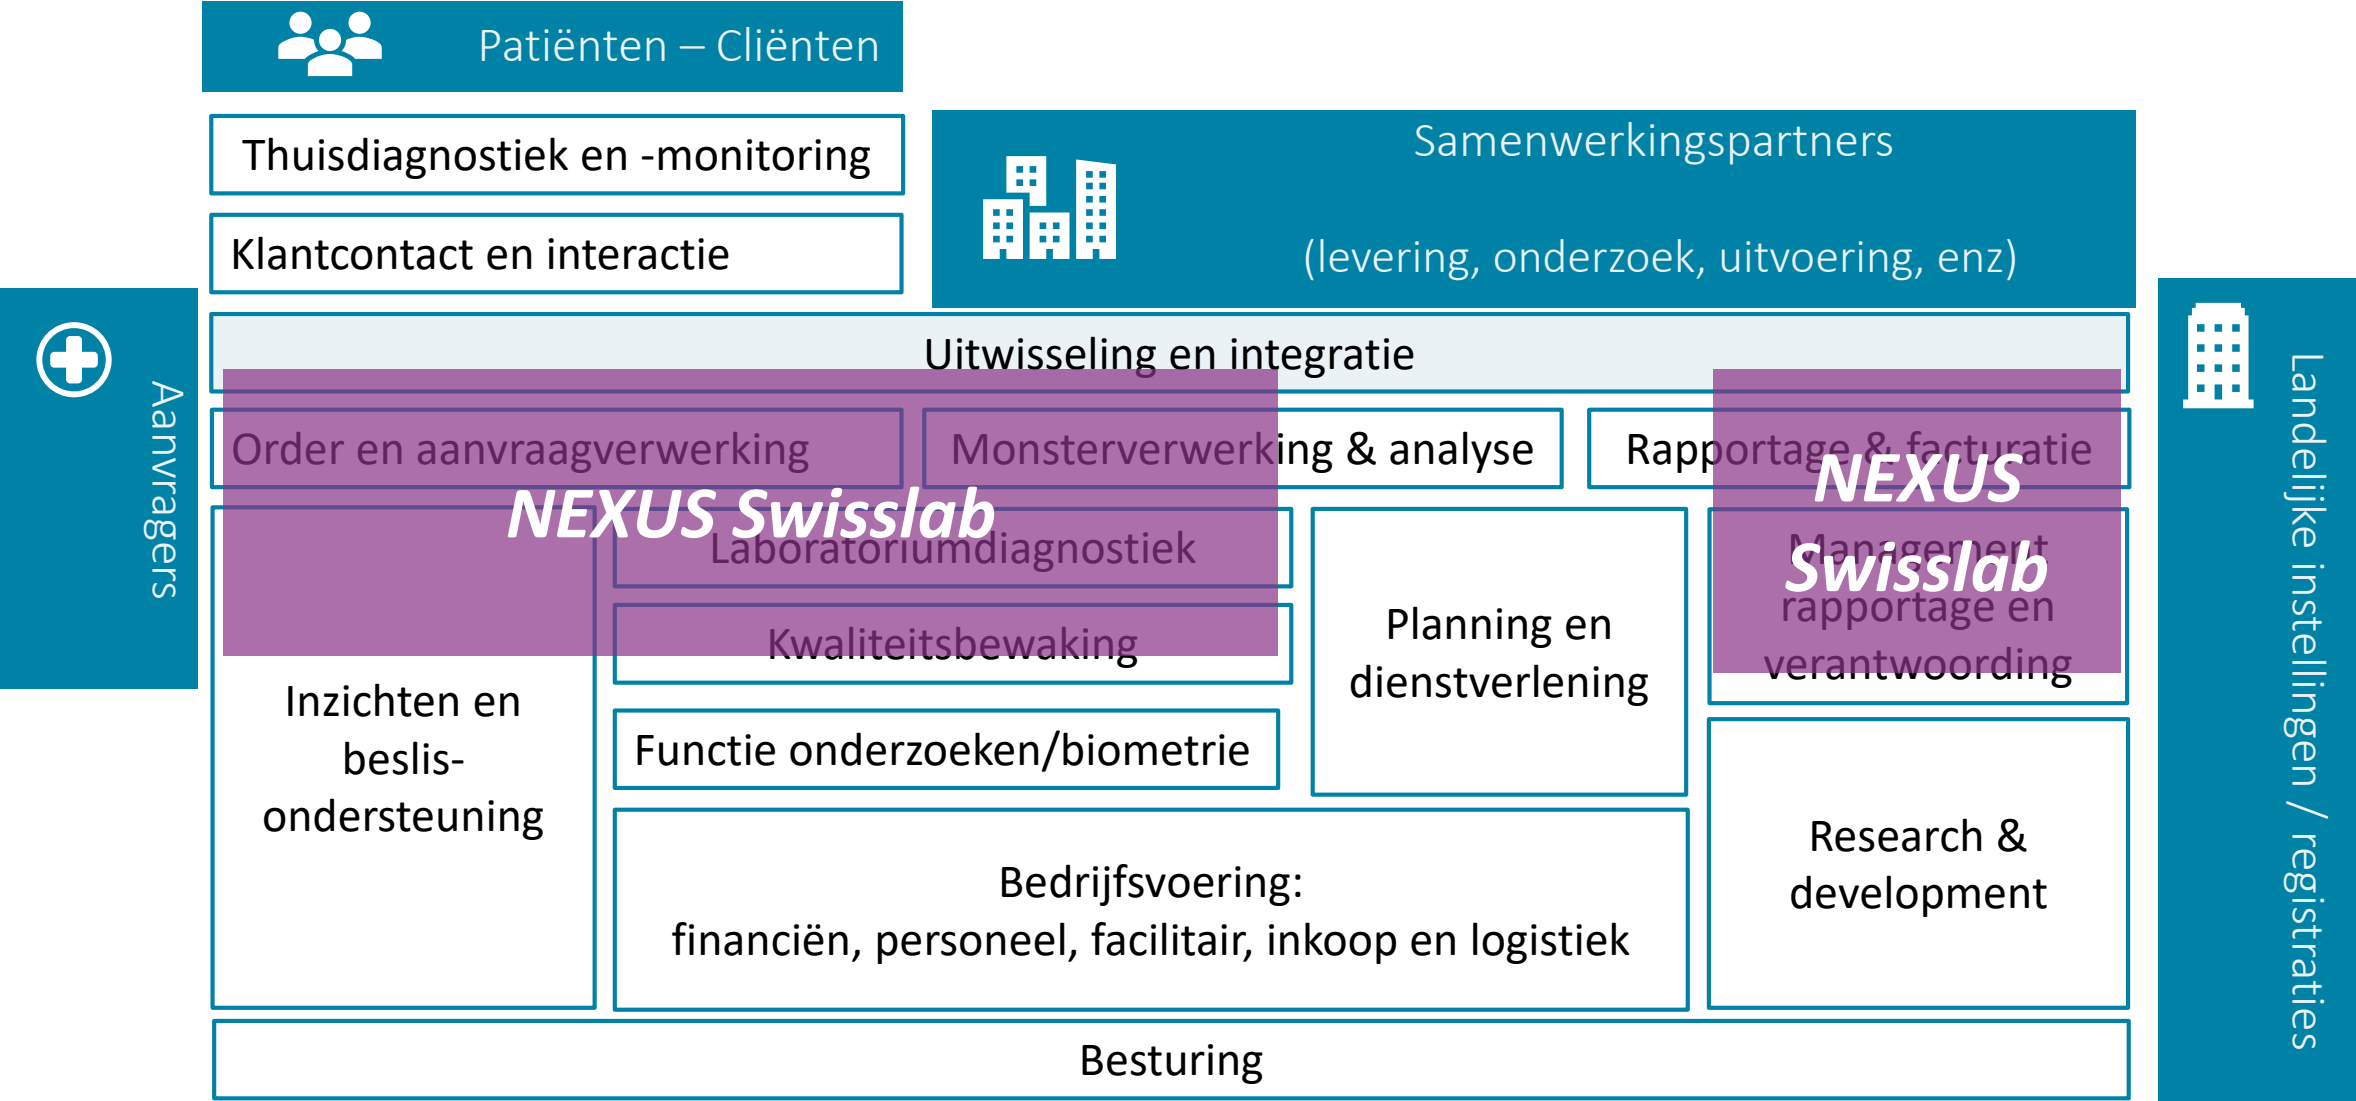 Patiënten – Cliënten
Thuisdiagnostiek en -monitoring
Klantcontact en interactie
Samenwerkingspartners
(levering, onderzoek, uitvoering, enz)
Aanvragers
Uitwisseling en integratie
Order en aanvraagverwerking
Monsterverwerking & analyse
Rapportage & facturatie
NEXUS Swisslab
NEXUS
Swisslab
Laboratoriumdiagnostiek
Kwaliteitsbewaking
Functie onderzoeken/biometrie
Inzichten en
beslis-
ondersteuning
Planning en
dienstverlening
Management
rapportage en
verantwoording
Bedrijfsvoering:
financiën, personeel, facilitair, inkoop en logistiek
Research &
development
Besturing
Landelijke instellingen / registraties